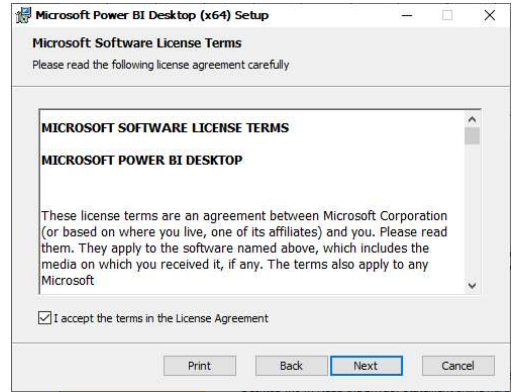 Microsoft Power BI Desktop (x64) Setup
Microsoft Software License Terms
Please read the following license agreement carefully
MICROSOFT SOFTWARE LICENSE TERMS
MICROSOFT POWER BI DESKTOP
These license terms are an agreement between Microsoft Corporation
(or based on where you live, one of its affiliates) and you. Please read
them. They apply to the software named above, which includes the
media on which you received it, if any. The terms also apply to any
Microsoft
I accept the terms in the License Agreement
Print Back Next Cancel